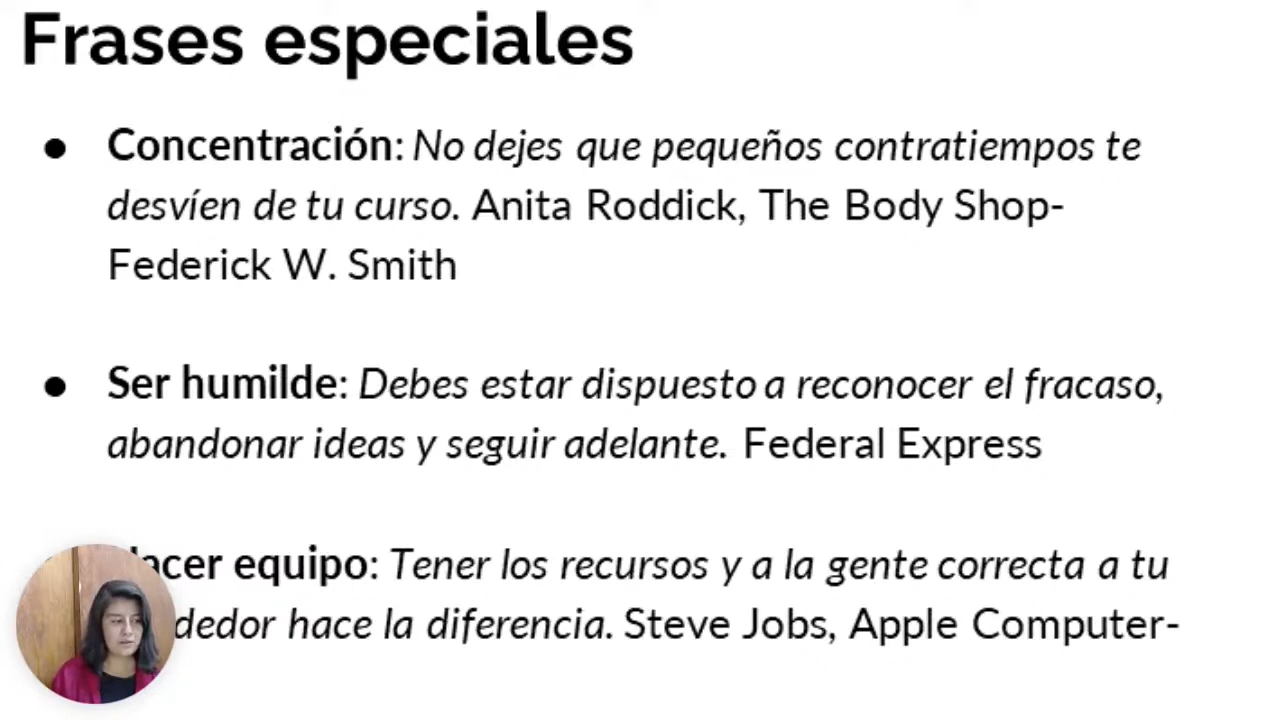 Frases especiales
● Concentración: No dejes que pequeños contratiempos te
desvíen de tu curso. Anita Roddick, The Body Shop-
Federick W. Smith
● Ser humilde: Debes estar dispuesto a reconocer el fracaso,
abandonar ideas y seguir adelante. Federal Express
equipo: Tener los recursos y a la gente correcta a tu
hace la diferencia. Steve Jobs, Apple Computer-